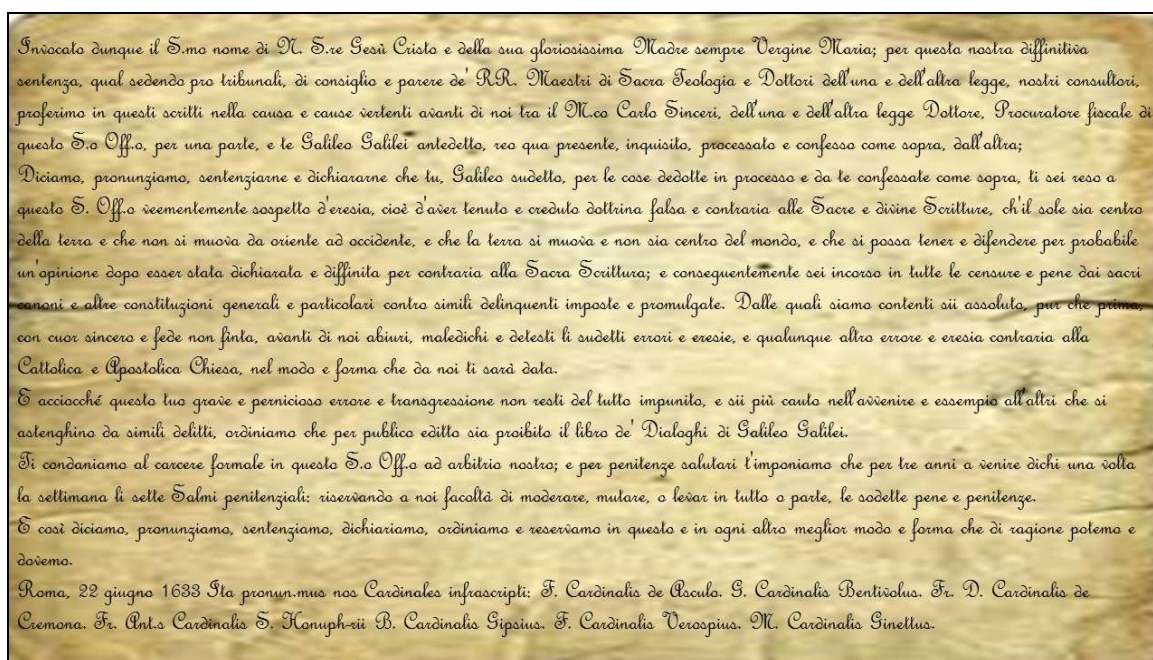 Invocato dunque il S.mo nome di N. S.re Gesù Cristo e della sua gloriosissima Madre sempre Vergine Maria; per questa nostra diffinitiva
sentenza, qual sedendo pro tribunali, di consiglio e parere de' RR. Maestri di Sacra Teologia e Dottori dell'una e dell'altra legge, nostri consultori,
proferimo in questi scritti nella causa e cause vertenti avanti di noi tra il M.co Carlo Sinceri, dell'una e dell'altra legge Dottore, Procuratore fiscale di
questo S.o Off.o, per una parte, e te Galileo Galilei antedetto, reo qua presente, inquisito, processato e confesso come sopra, dall'altra;
Diciamo, pronunziamo, sentenziarne e dichiararne che tu, Galileo sudetto, per le cose dedotte in processo e da te confessate come sopra, ti sei reso a
questo S. Off.o veementemente sospetto d'eresia, cioè d'aver tenuto e creduto dottrina falsa e contraria alle Sacre e divine Scritture, ch'il sole sia centro
della terra e che non si muova da oriente ad occidente, e che la terra si muova e non sia centro del mondo, e che si possa tener e difendere per probabile
un'opinione dopo esser stata dichiarata e diffinita per contraria alla Sacra Scrittura; e conseguentemente sei incorso in tutte le censure e pene dai sacri
canoni e altre constituzioni generali e particolari contro simili delinquenti imposte e promulgate. Dalle quali siamo contenti sii assoluto, pur che prima,
con cuor sincero e fede non finta, avanti di noi abiuri, maledichi e detesti li sudetti errori e eresie, e qualunque altro errore e eresia contraria alla
Cattolica e Apostolica Chiesa, nel modo e forma che da noi ti sarà data.
E acciocché questo tuo grave e pernicioso errore e transgressione non resti del tutto impunito, e sii più cauto nell'avvenire e essempio all'altri che si
astenghino da simili delitti, ordiniamo che per publico editto sia proibito il libro de' Dialoghi di Galileo Galilei.
Ti condaniamo al carcere formale in questo S.o Off.o ad arbitrio nostro; e per penitenze salutari t'imponiamo che per tre anni a venire dichi una volta
la settimana li sette Salmi penitenziali: riservando a noi facoltà di moderare, mutare, o levar in tutto o parte, le sodette pene e penitenze.
E così diciamo, pronunziamo, sentenziamo, dichiariamo, ordiniamo e reservamo in questo e in ogni altro meglior modo e forma che di ragione potemo e
dovemo.
Roma, 22 giugno 1633 Ita pronun.mus nos Cardinales infrascripti: F. Cardinalis de Asculo. G. Cardinalis Bentivolus. Fr. D. Cardinalis de
Cremona. Fr. Ant.s Cardinalis S. Honuph-rii B. Cardinalis Gipsius. F. Cardinalis Verospius. M. Cardinalis Ginettus.